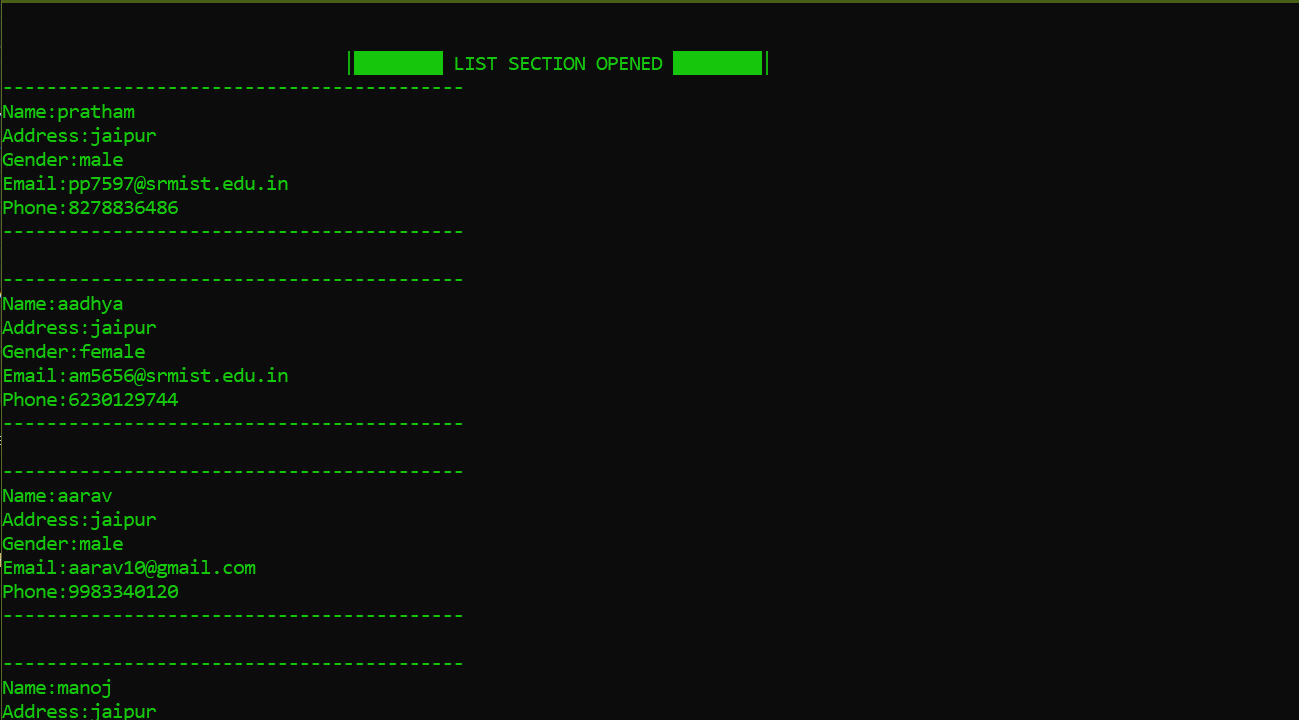 LIST SECTION OPENED
------------------------------------------
Name:pratham
Address:jaipur
Gender:male
Email:pp7597@srmist.edu.in
Phone:8278836486
------------------------------------------
------------------------------------------
Name:aadhya
Address:jaipur
Gender:female
Email:am5656@srmist.edu.in
Phone:6230129744
------------------------------------------
------------------------------------------
Name:aarav
Address:jaipur
Gender:male
Email:aarav10@gmail.com
Phone:9983340120
------------------------------------------
------------------------------------------
Name:manoj
Address:jaipur